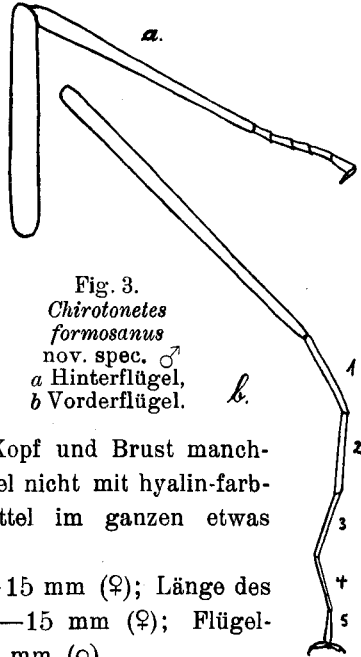 a.
Fig. 3.
Chirotonetes
formosanus
nov. spec. ♂
a Hinterflügel,
b Vorderflügel.
b.
1
2
3
4
5
Kopf und Brust manch-
el nicht mit hyalin-farb-
ttel im ganzen etwas
-15 mm (♀); Länge des
—15 mm (♀); Flügel-
mm (♀)